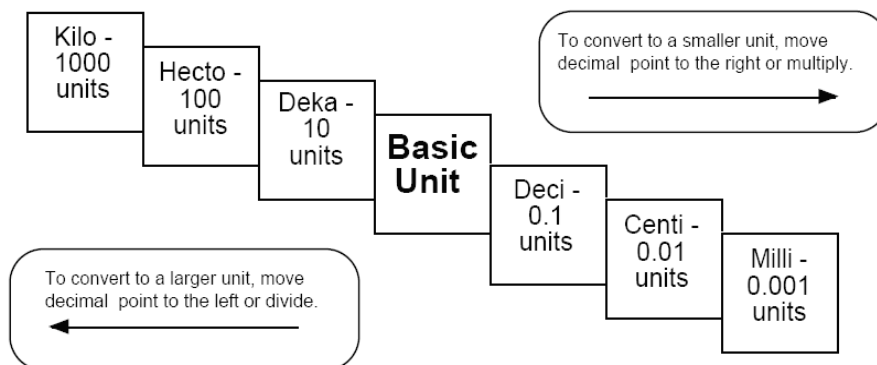 Kilo -
1000
units
Hecto -
100
units
Deka -
10
units
Basic
Unit
Deci -
0.1
units
Centi -
0.01
units
Milli -
0.001
units
To convert to a smaller unit, move
decimal point to the right or multiply.
To convert to a larger unit, move
decimal point to the left or divide.